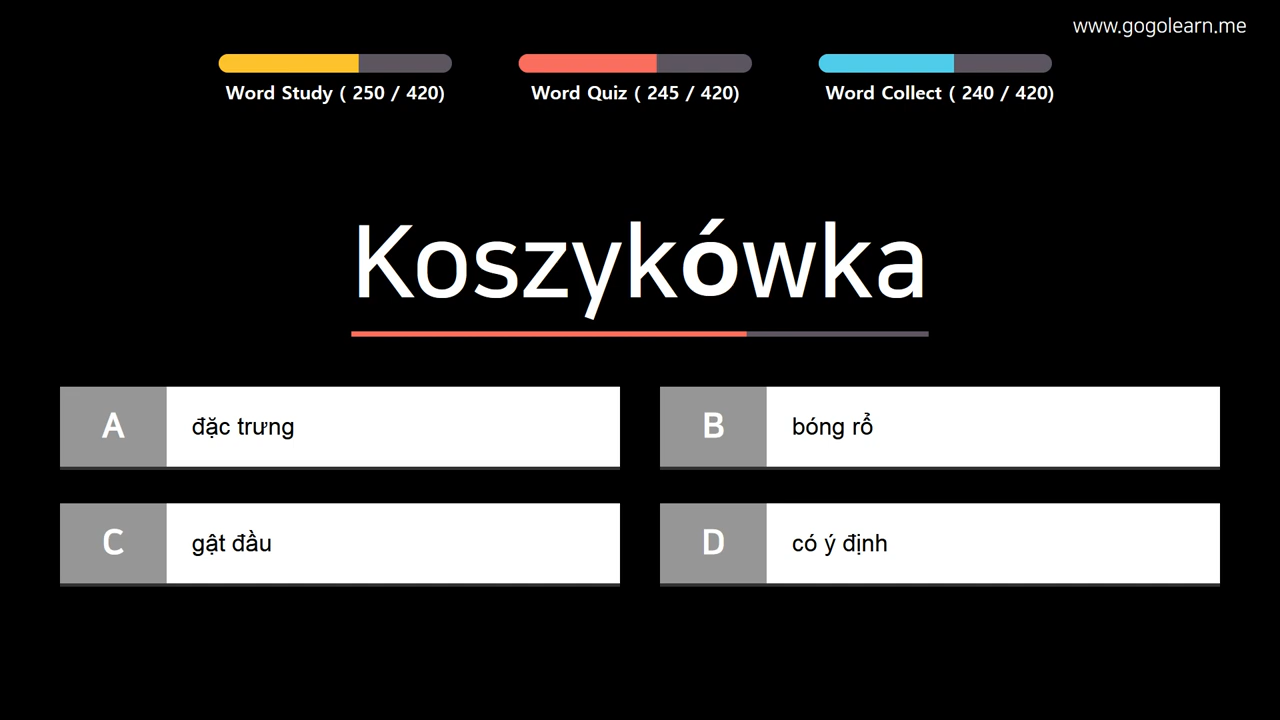 www.gogolearn.me
Word Study ( 250 / 420)
Word Quiz ( 245 / 420)
Word Collect ( 240 / 420)
Koszykówka
A đặc trưng
B bóng rổ
C gật đầu
D có ý định